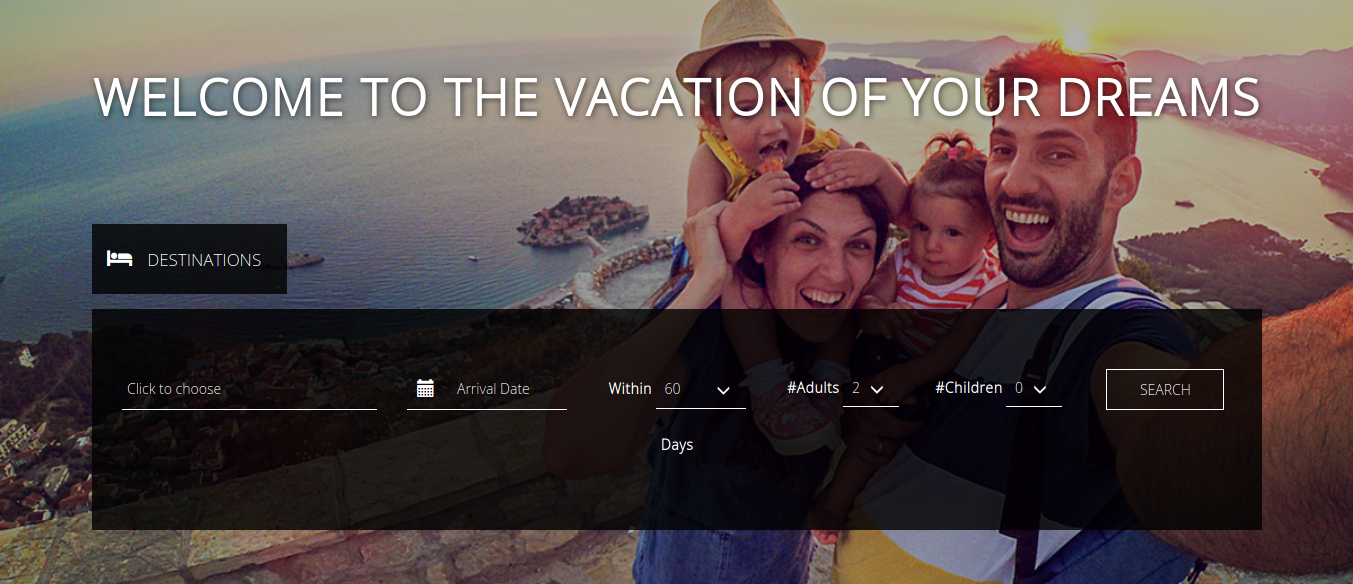 WELCOME TO THE VACATION OF YOUR DREAMS
DESTINATIONS
Click to choose Arrival Date Within 60 #Adults 2 #Children 0 SEARCH
Days